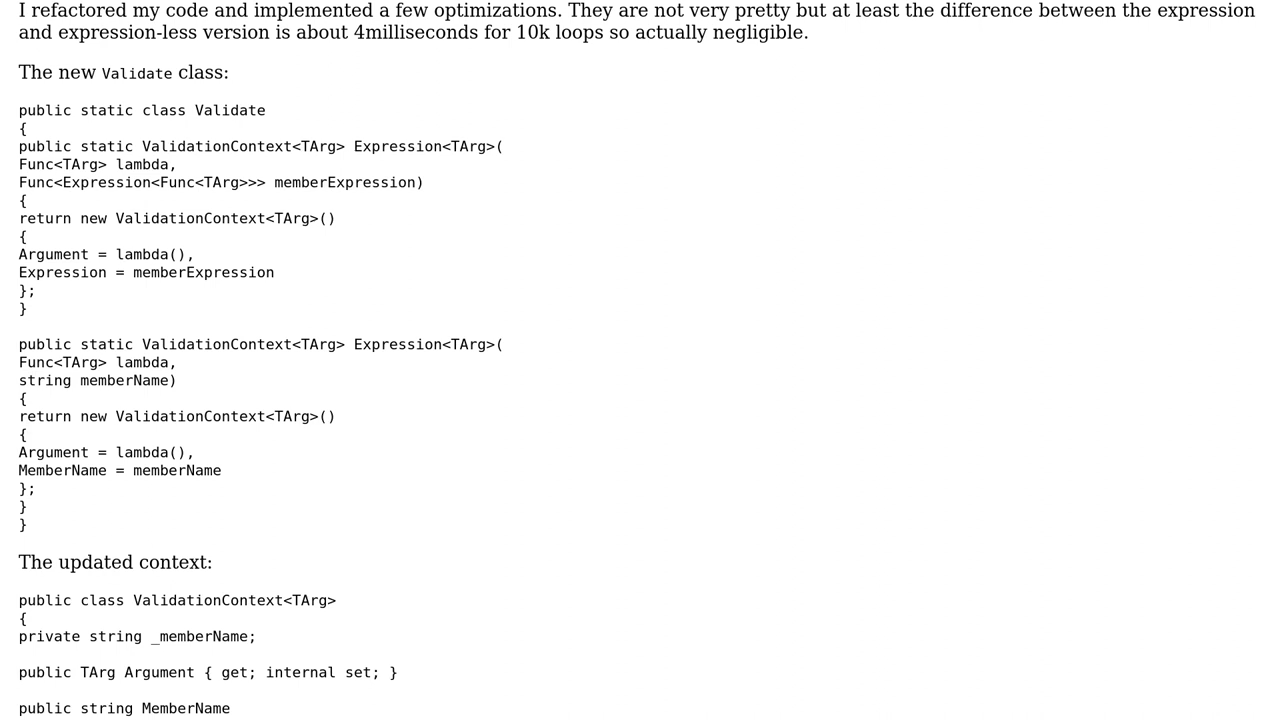 I refactored my code and implemented a few optimizations. They are not very pretty but at least the difference between the expression
and expression-less version is about 4milliseconds for 10k loops so actually negligible.
The new Validate class:
public static class Validate
{
public static ValidationContext<TArg> Expression<TArg>(
Func<TArg> lambda,
Func<Expression<Func<TArg>>> memberExpression)
{
return new ValidationContext<TArg>()
{
Argument = lambda(),
Expression = memberExpression
};
}
public static ValidationContext<TArg> Expression<TArg>(
Func<TArg> lambda,
string memberName)
{
return new ValidationContext<TArg>()
{
Argument = lambda(),
MemberName = memberName
};
}
}
The updated context:
public class ValidationContext<TArg>
{
private string _memberName;
public TArg Argument { get; internal set; }
public string MemberName